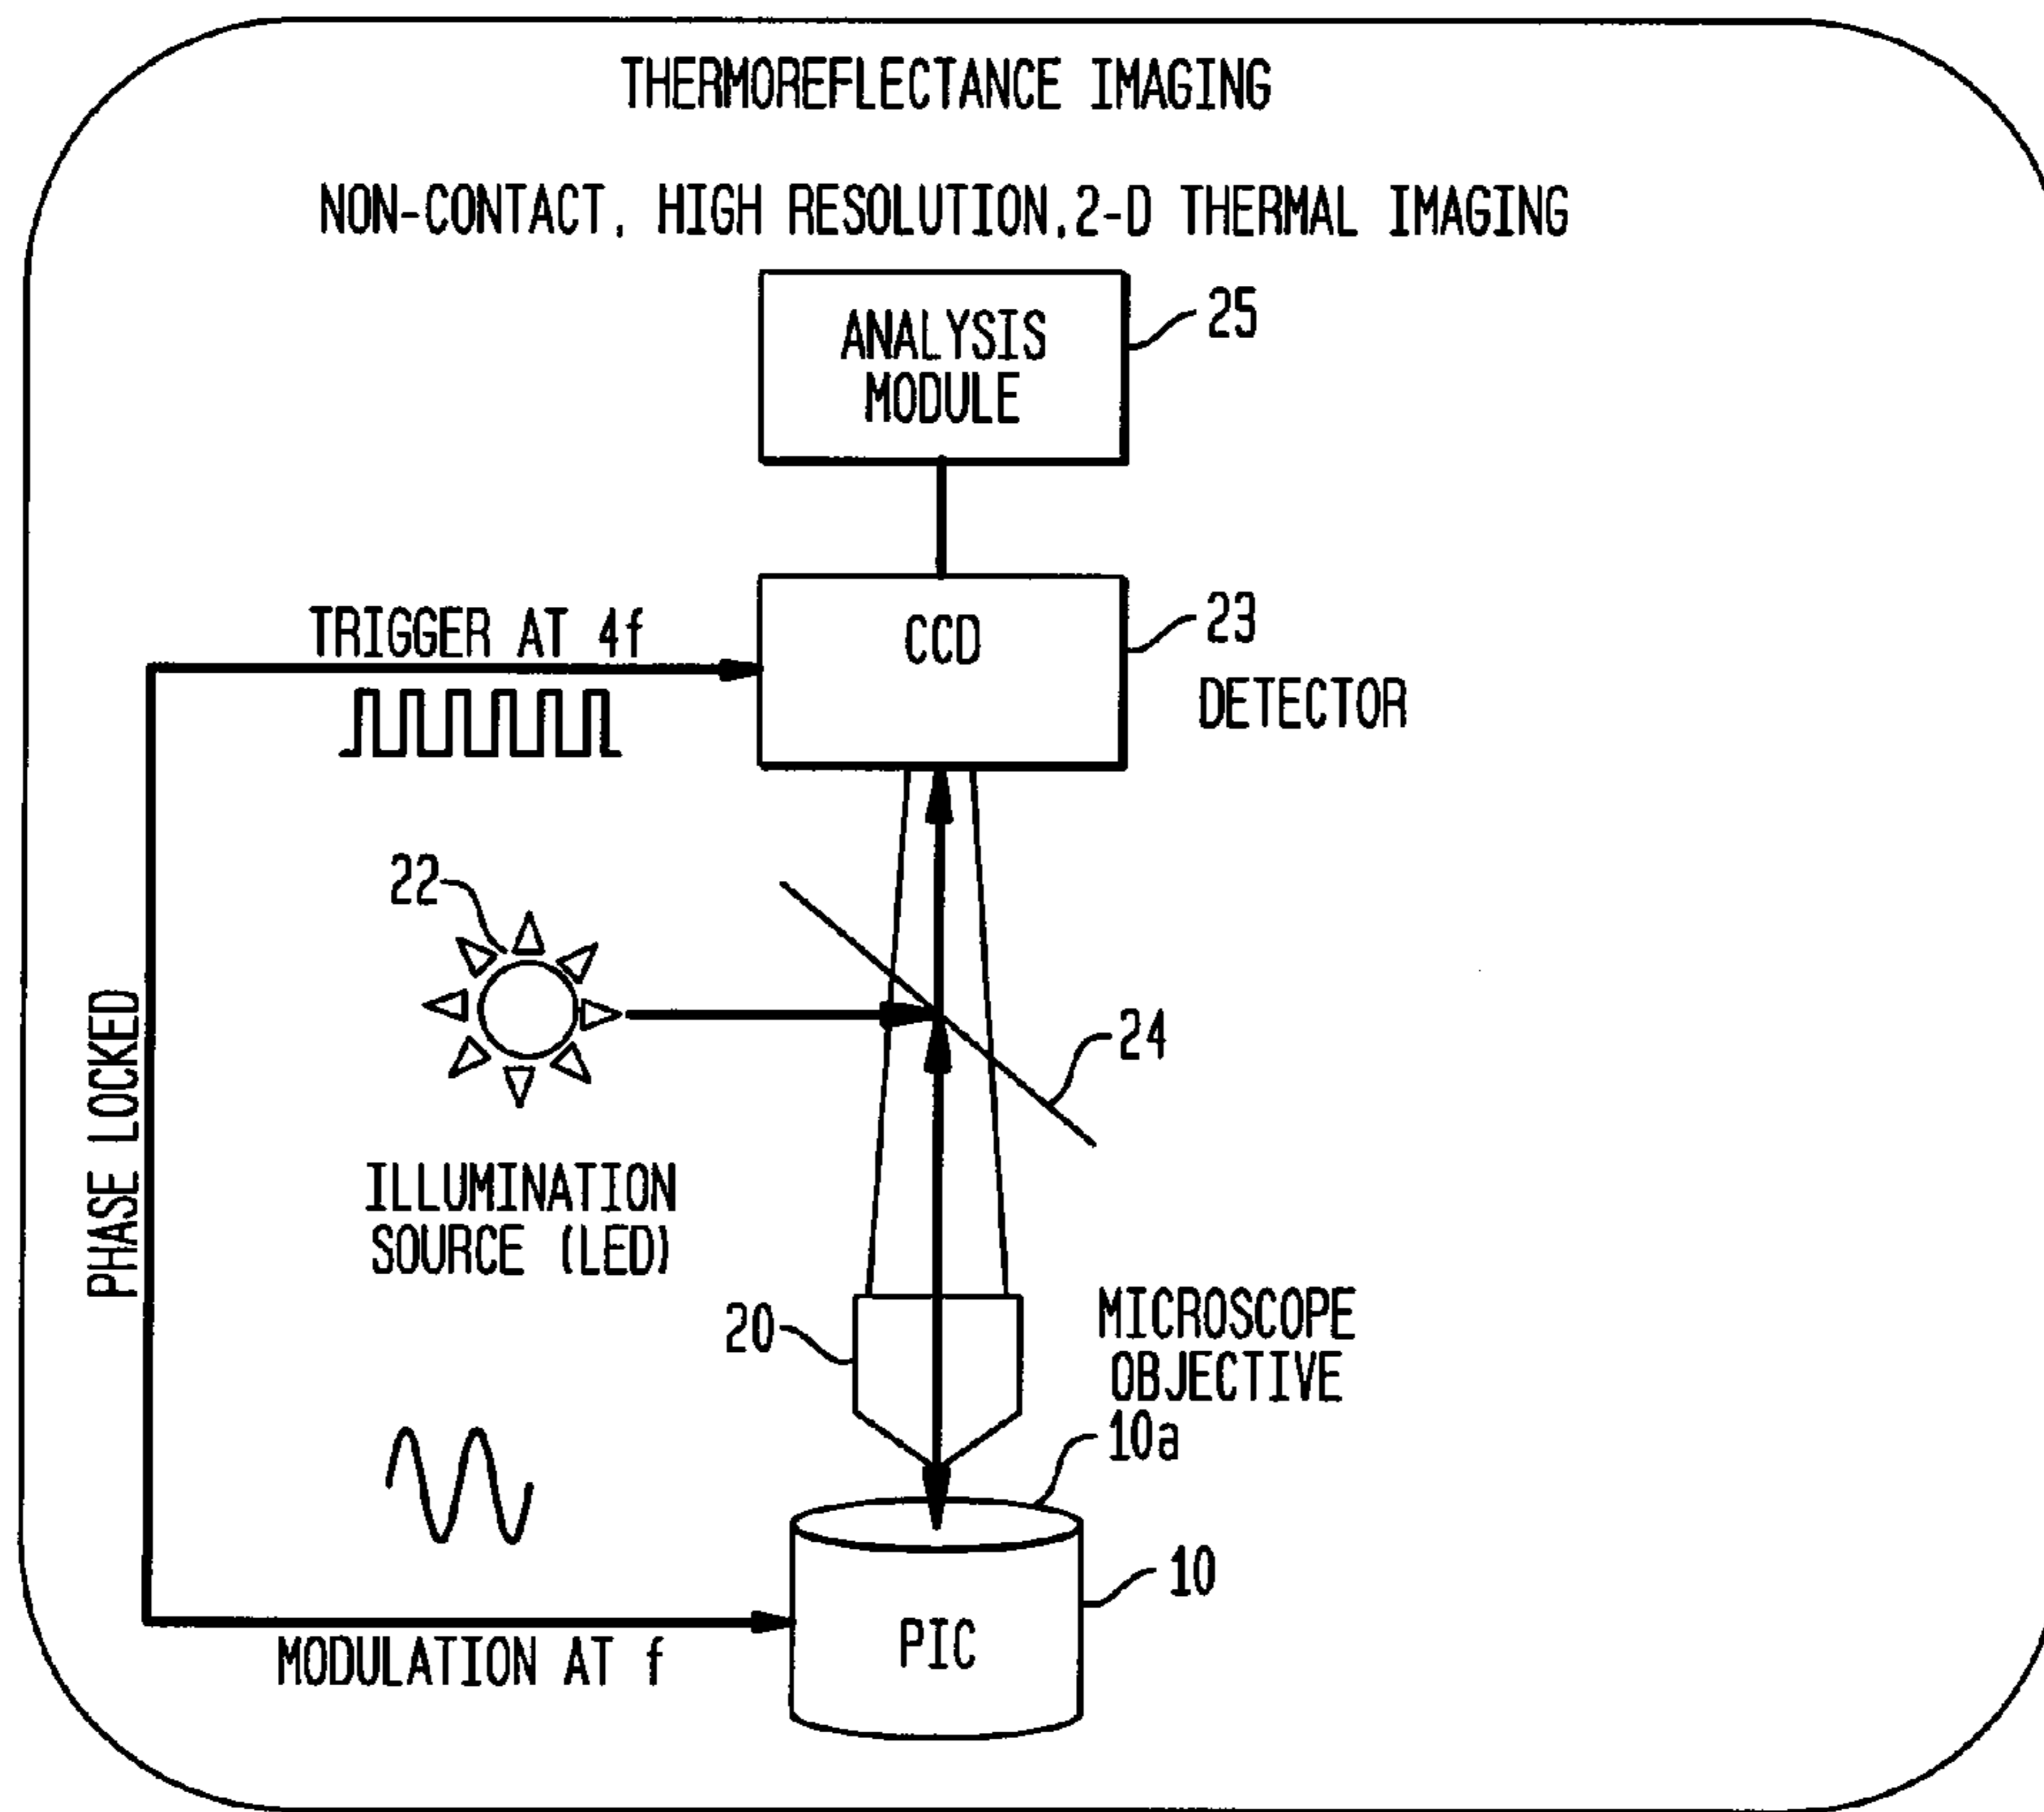 THERMOREFLECTANCE IMAGING
NON-CONTACT, HIGH RESOLUTION,2-D THERMAL IMAGING
ANALYSIS
MODULE
25
TRIGGER AT 4f
CCD
23
DETECTOR
22
24
PHASE LOCKED
ILLUMINATION
SOURCE (LED)
20
MICROSCOPE
OBJECTIVE
10a
10
PIC
MODULATION AT f